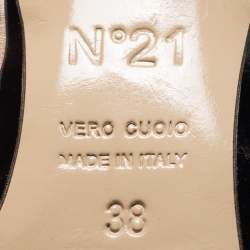 N°21
VERO CUOIO
MADE IN ITALY
38